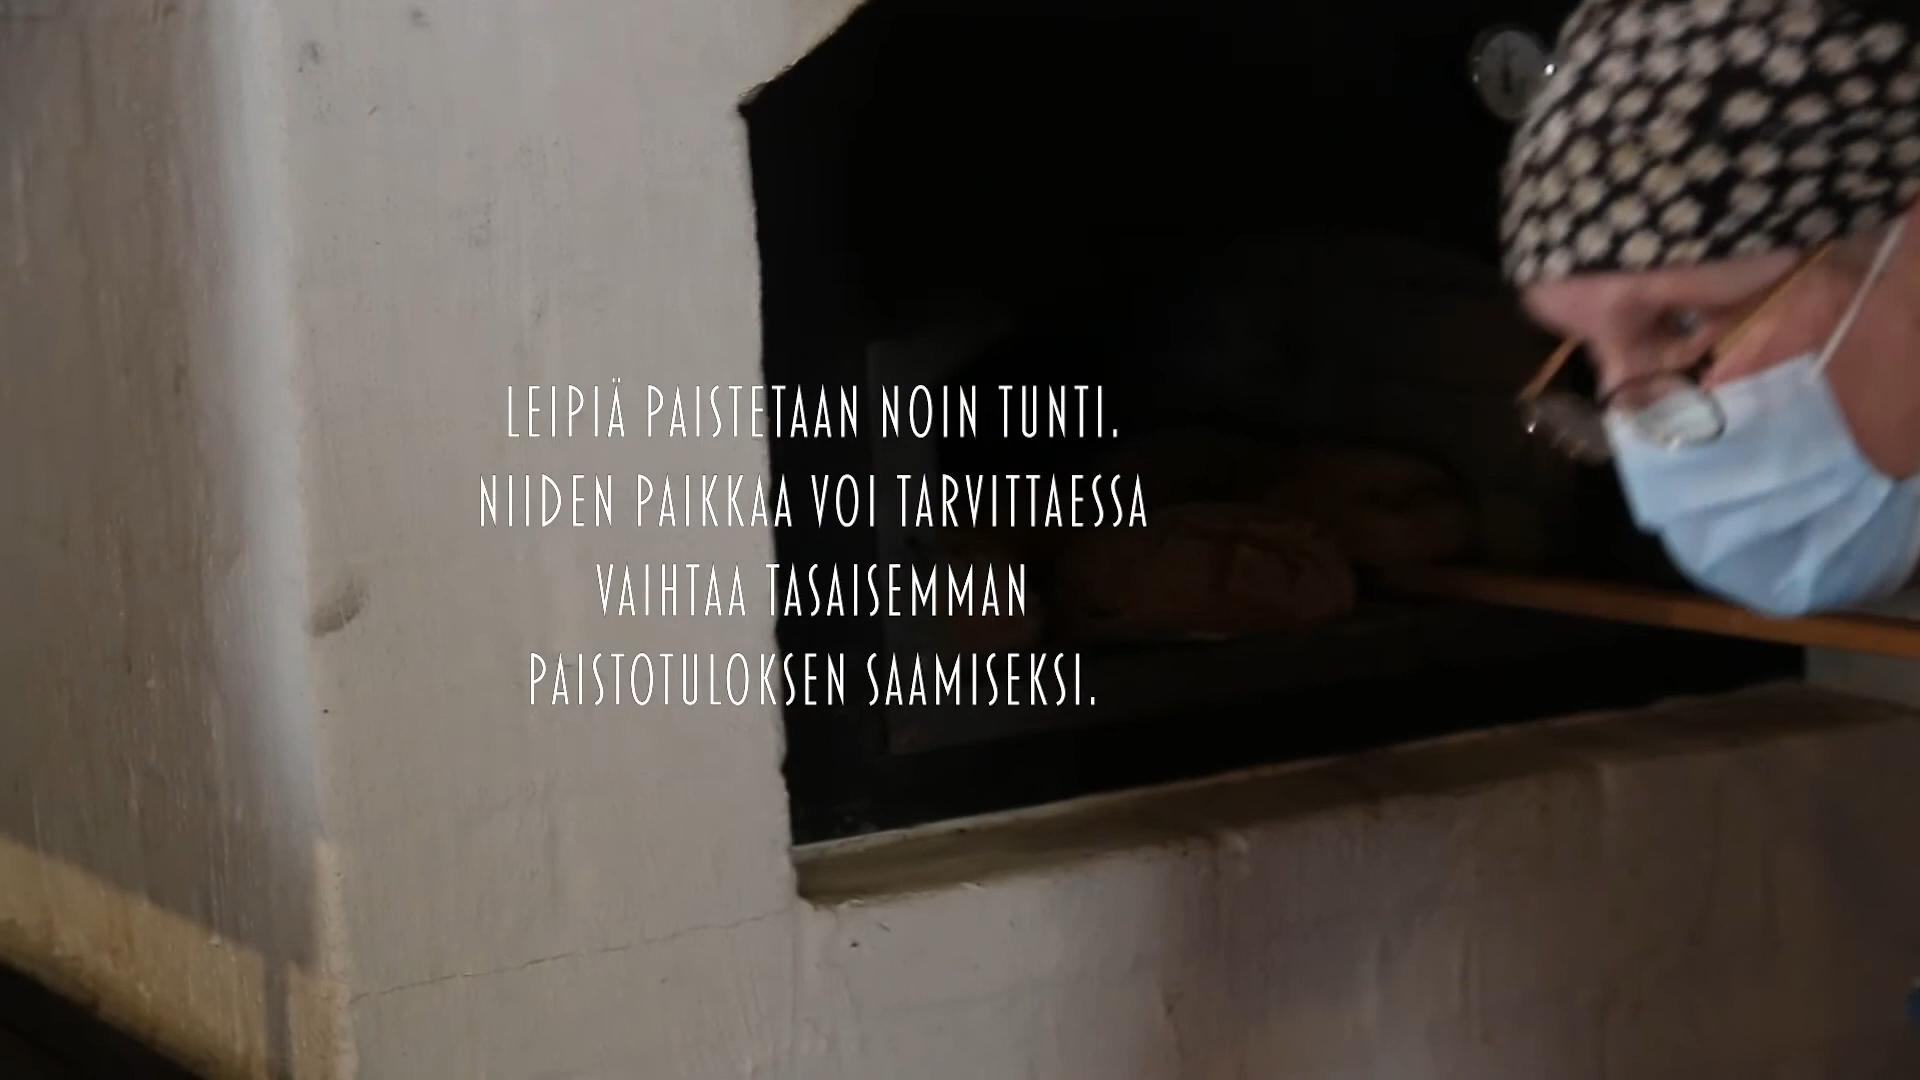 LEIPIÄ PAISTETAAN NOIN TUNTI.
NIIDEN PAIKKAA VOI TARVITTAESSA
VAIHTAA TASAISEMMAN
PAISTOTULOKSEN SAAMISEKSI.